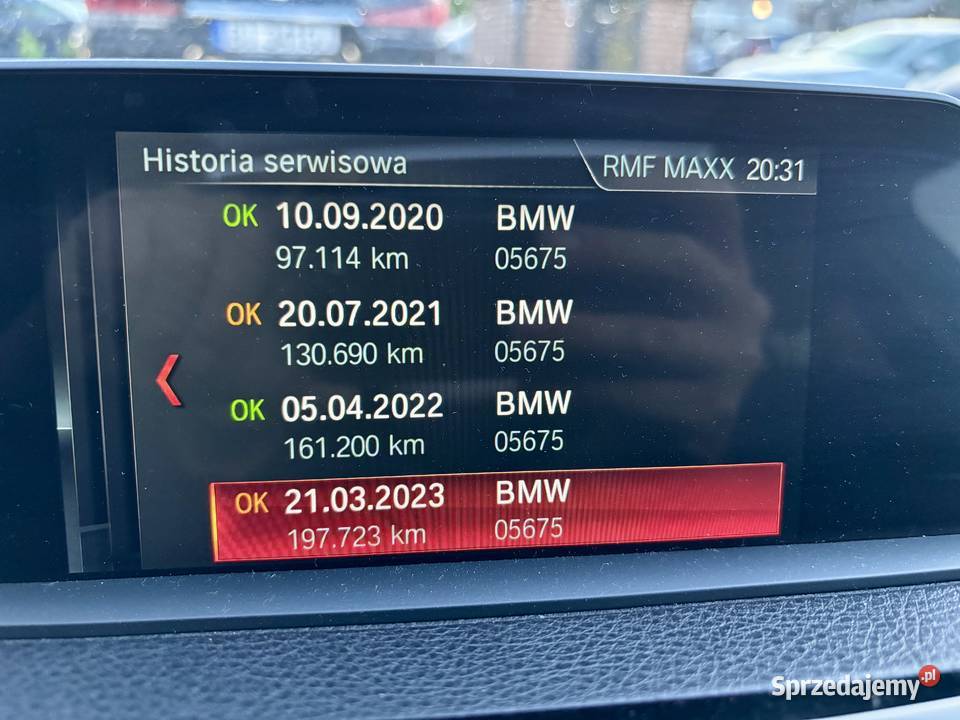 Historia serwisowa RMF MAXX 20:31
OK 10.09.2020 BMW
97.114 km 05675
OK 20.07.2021 BMW
130.690 km 05675
OK 05.04.2022 BMW
161.200 km 05675
OK 21.03.2023 BMW
197.723 km 05675
Sprzedajemy.pl